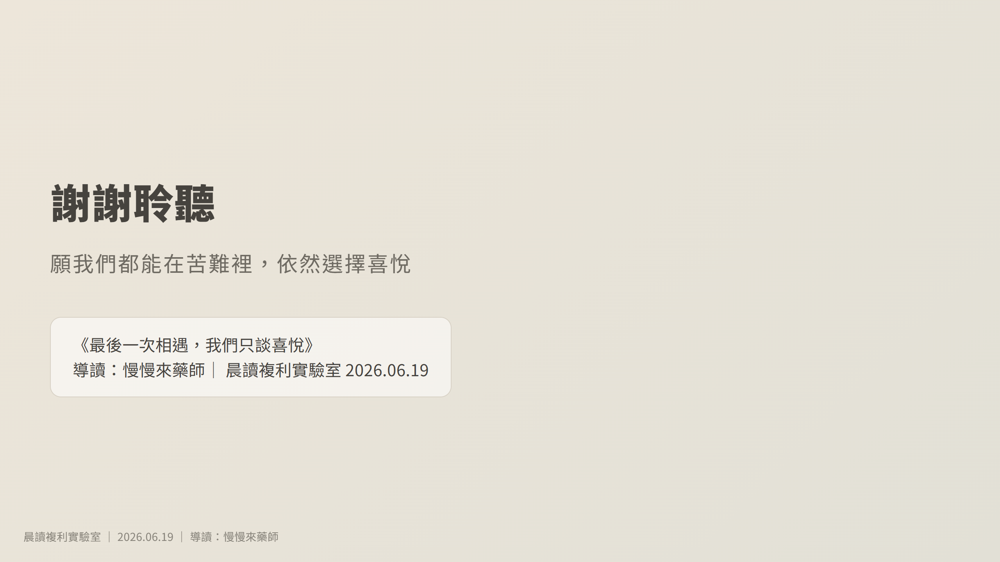 謝謝聆聽
願我們都能在苦難裡，依然選擇喜悅
《最後一次相遇，我們只談喜悅》
導讀：慢慢來藥師｜ 晨讀複利實驗室 2026.06.19
晨讀複利實驗室 ｜ 2026.06.19 ｜ 導讀：慢慢來藥師